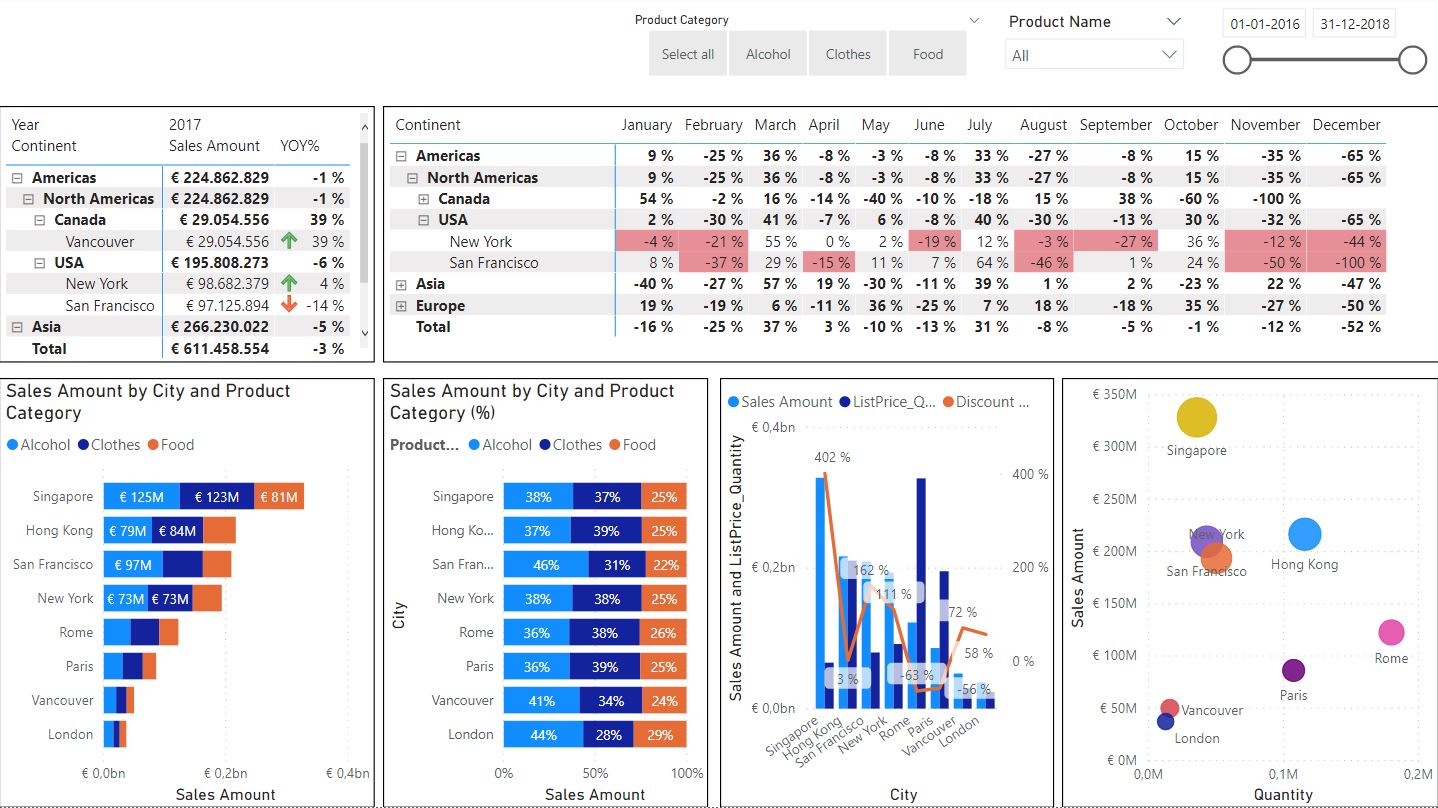 Product Category
Product Name
01-01-2016 31-12-2018
Select all Alcohol Clothes Food
All
Year 2017
Continent Sales Amount YOY%
Americas € 224.862.829 -1 %
North Americas € 224.862.829 -1 %
Canada € 29.054.556 39 %
Vancouver € 29.054.556 39 %
USA € 195.808.273 -6 %
New York € 98.682.379 4 %
San Francisco € 97.125.894 -14 %
Asia € 266.230.022 -5 %
Total € 611.458.554 -3 %
Continent January February March April May June July August September October November December
Americas 9 % -25 % 36 % -8 % -3 % -8 % 33 % -27 % -8 % 15 % -35 % -65 %
North Americas 9 % -25 % 36 % -8 % -3 % -8 % 33 % -27 % -8 % 15 % -35 % -65 %
Canada 54 % -2 % 16 % -14 % -40 % -10 % -18 % 15 % 38 % -60 % -100 %
USA 2 % -30 % 41 % -7 % 6 % -8 % 40 % -30 % -13 % 30 % -32 % -65 %
New York -4 % -21 % 55 % 0 % 2 % -19 % 12 % -3 % -27 % 36 % -12 % -44 %
San Francisco 8 % -37 % 29 % -15 % 11 % 7 % 64 % -46 % 1 % 24 % -50 % -100 %
Asia -40 % -27 % 57 % 19 % -30 % -11 % 39 % 1 % 2 % -23 % 22 % -47 %
Europe 19 % -19 % 6 % -11 % 36 % -25 % 7 % 18 % -18 % 35 % -27 % -50 %
Total -16 % -25 % 37 % 3 % -10 % -13 % 31 % -8 % -5 % -1 % -12 % -52 %
Sales Amount by City and Product
Category
Alcohol Clothes Food
Singapore € 125M € 123M € 81M
Hong Kong € 79M € 84M
San Francisco € 97M
New York € 73M € 73M
Rome
Paris
Vancouver
London
€ 0,0bn € 0,2bn € 0,4bn
Sales Amount
Sales Amount by City and Product
Category (%)
Product... Alcohol Clothes Food
City
Singapore 38% 37% 25%
Hong Ko... 37% 39% 25%
San Fran... 46% 31% 22%
New York 38% 38% 25%
Rome 36% 38% 26%
Paris 36% 39% 25%
Vancouver 41% 34% 24%
London 44% 28% 29%
0% 50% 100%
Sales Amount
Sales Amount ListPrice_Q... Discount ...
Sales Amount and ListPrice_Quantity
€ 0,4bn
€ 0,2bn
€ 0,0bn
400 %
200 %
0 %
402 %
3 %
162 %
111 %
-63 %
-56 %
72 %
58 %
Singapore
Hong Kong
San Francisco
New York
Rome
Paris
Vancouver
London
City
Sales Amount
€ 350M
€ 300M
€ 250M
€ 200M
€ 150M
€ 100M
€ 50M
€ 0M
Singapore
New York
San Francisco
Hong Kong
Rome
Paris
Vancouver
London
0,0M 0,1M 0,2M
Quantity